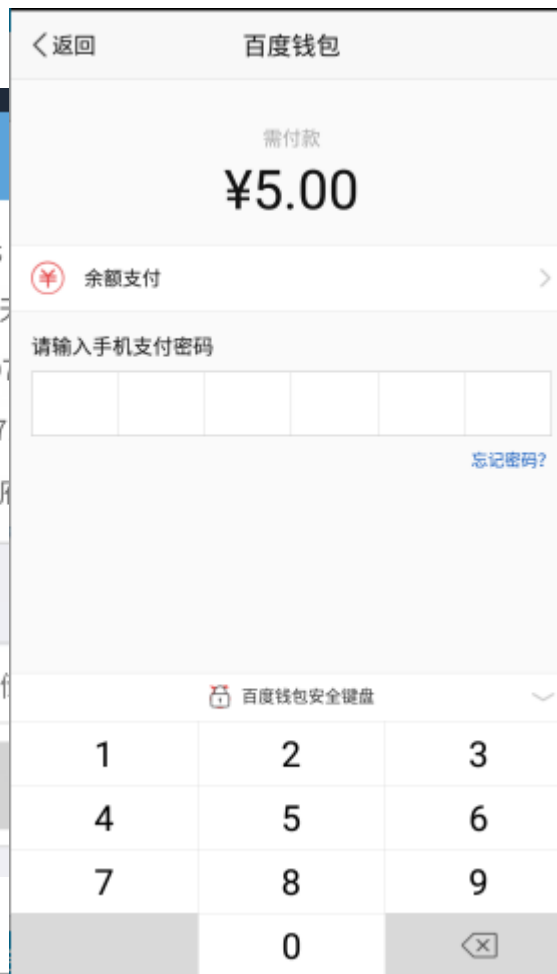 返回 百度钱包
需付款
¥5.00
余额支付
请输入手机支付密码
忘记密码?
百度钱包安全键盘
1 2 3
4 5 6
7 8 9
0